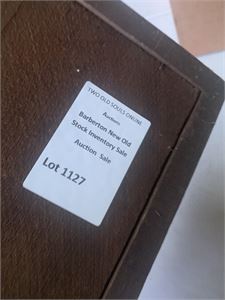 TWO OLD SOULS ONLINE
Auctions
Barberton New Old
Stock Inventory Sale
Auction Sale
Lot 1127